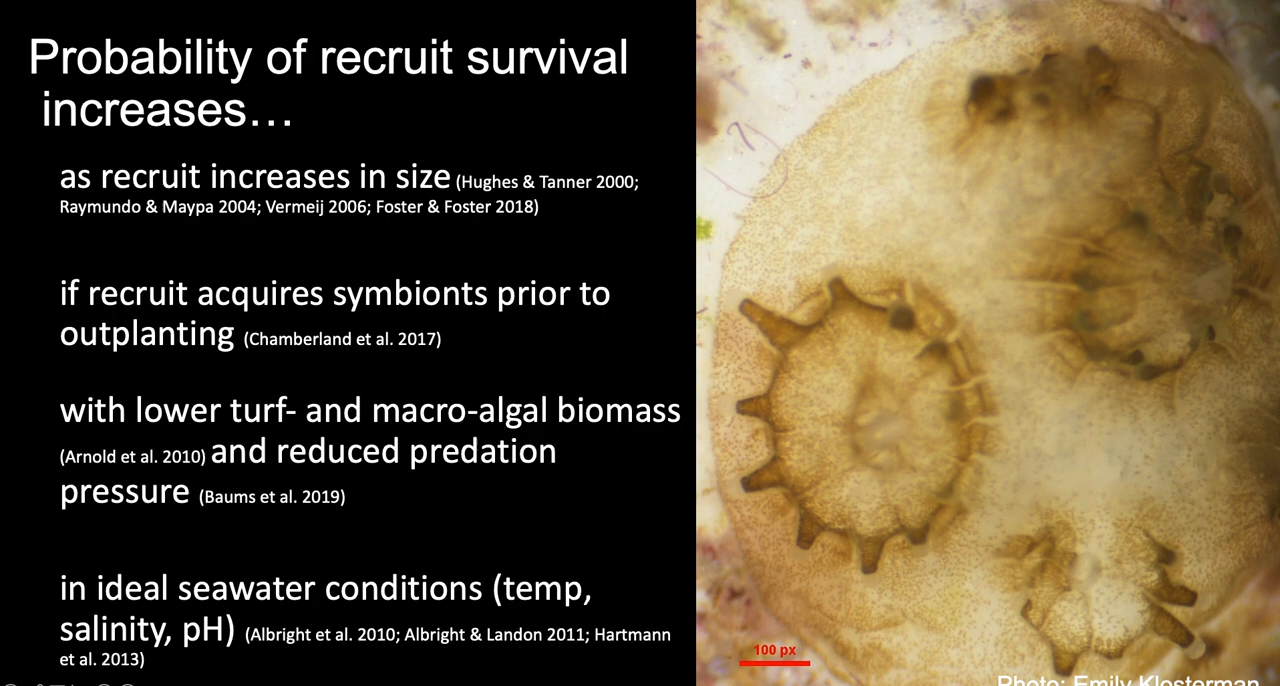 Probability of recruit survival
increases…
as recruit increases in size (Hughes & Tanner 2000;
Raymundo & Maypa 2004; Vermeij 2006; Foster & Foster 2018)
if recruit acquires symbionts prior to
outplanting (Chamberland et al. 2017)
with lower turf- and macro-algal biomass
(Arnold et al. 2010) and reduced predation
pressure (Baums et al. 2019)
in ideal seawater conditions (temp,
salinity, pH) (Albright et al. 2010; Albright & Landon 2011; Hartmann
et al. 2013)
100 px
Photo: Emily Klosterman